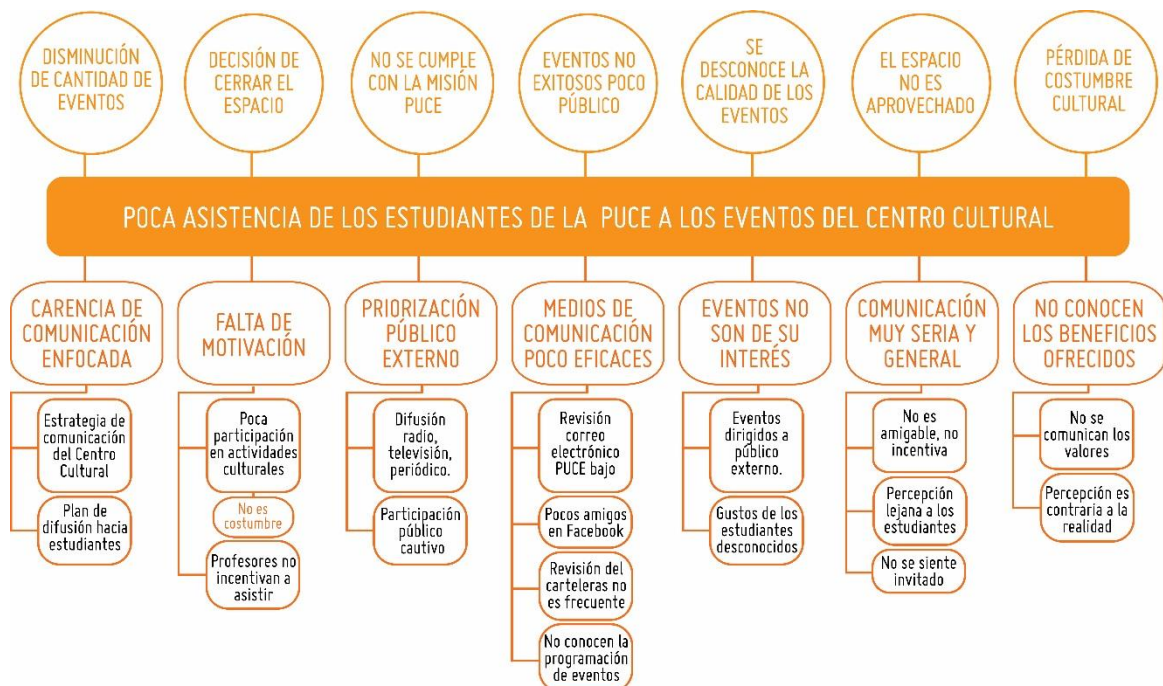 DISMINUCIÓN
DE CANTIDAD DE
EVENTOS
DECISIÓN DE
CERRAR EL
ESPACIO
NO SE CUMPLE
CON LA MISIÓN
PUCE
EVENTOS NO
EXITOSOS POCO
PÚBLICO
SE
DESCONOCE LA
CALIDAD DE LOS
EVENTOS
EL ESPACIO
NO ES
APROVECHADO
PÉRDIDA DE
COSTUMBRE
CULTURAL
POCA ASISTENCIA DE LOS ESTUDIANTES DE LA PUCE A LOS EVENTOS DEL CENTRO CULTURAL
CARENCIA DE
COMUNICACIÓN
ENFOCADA
Estrategia de
comunicación
del Centro
Cultural
Plan de
difusión hacia
estudiantes
FALTA DE
MOTIVACIÓN
Poca
participación
en actividades
culturales
No es
costumbre
Profesores no
incentivan a
asistir
PRIORIZACIÓN
PÚBLICO
EXTERNO
Difusión
radio,
televisión,
periódico.
Participación
público
cautivo
MEDIOS DE
COMUNICACIÓN
POCO EFICACES
Revisión
correo
electrónico
PUCE bajo
Pocos amigos
en Facebook
Revisión del
carteleras no
es frecuente
No conocen la
programación
de eventos
EVENTOS NO
SON DE SU
INTERÉS
Eventos
dirigidos a
público
externo.
Gustos de los
estudiantes
desconocidos
COMUNICACIÓN
MUY SERIA Y
GENERAL
No es
amigable, no
incentiva
Percepción
lejana a los
estudiantes
No se siente
invitado
NO CONOCEN
LOS BENEFICIOS
OFRECIDOS
No se
comunican los
valores
Percepción es
contraria a la
realidad